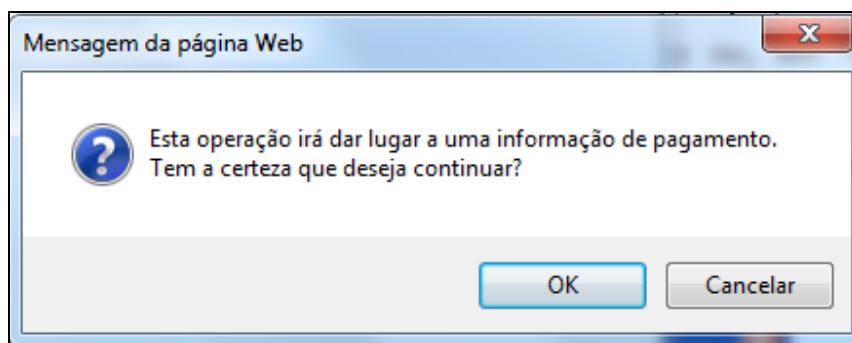 Mensagem da página Web
Esta operação irá dar lugar a uma informação de pagamento.
Tem a certeza que deseja continuar?
OK
Cancelar